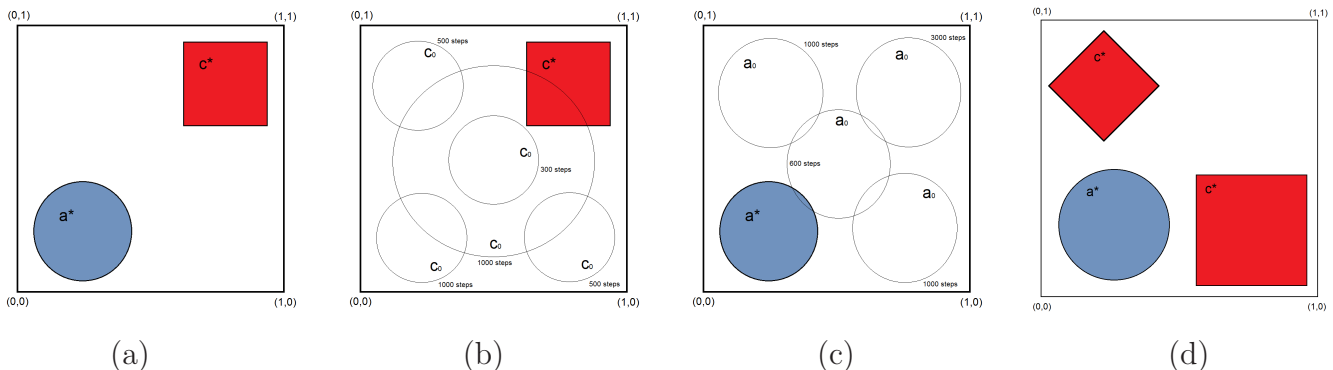 (0,1)
(1,1)
c*
a*
(0,0)
(1,0)
(a)
(0,1)
(1,1)
500 steps
c₀
c*
c₀
300 steps
c₀
1000 steps
c₀
1000 steps
c₀
500 steps
(0,0)
(1,0)
(b)
(0,1)
(1,1)
1000 steps
a₀
3000 steps
a₀
a₀
600 steps
a*
a₀
1000 steps
(0,0)
(1,0)
(c)
(0,1)
(1,1)
c*
a*
c*
(0,0)
(1,0)
(d)